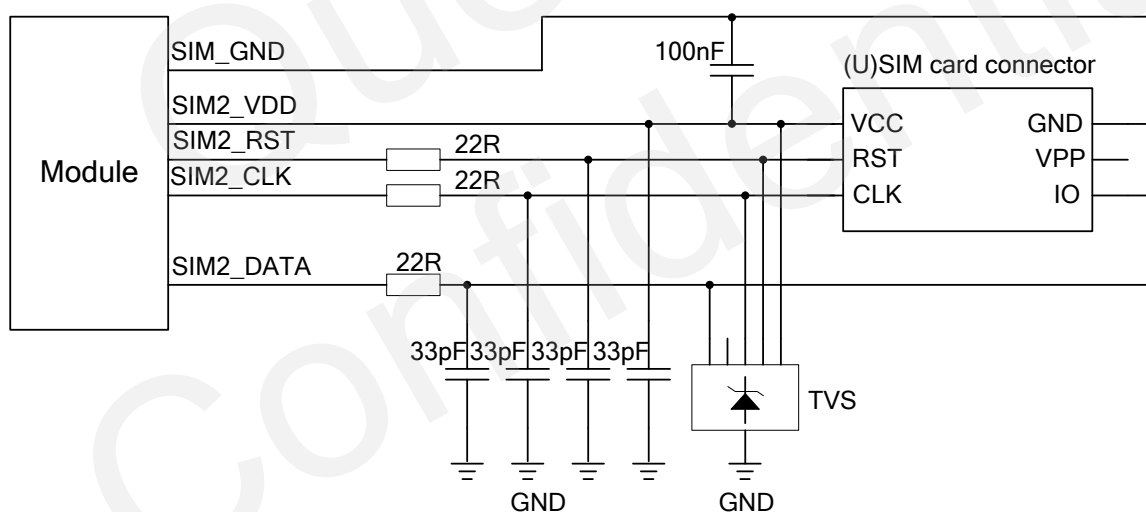 SIM_GND
100nF
(U)SIM card connector
SIM2_VDD
VCC GND
SIM2_RST 22R
RST VPP
Module
SIM2_CLK 22R
CLK IO
SIM2_DATA 22R
33pF 33pF 33pF 33pF
TVS
GND GND